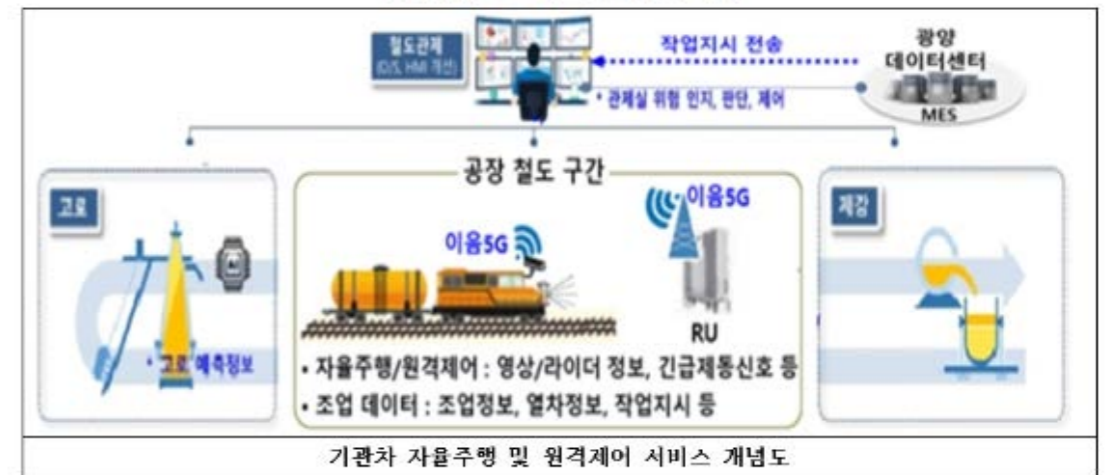 철도관제
(O/S, HMI 개선)
작업지시 전송
• 관제실 위험 인지, 판단, 제어
광양
데이터센터
MES
공장 철도 구간
고로
• 고로 예측정보
이음5G
이음5G
RU
• 자율주행/원격제어 : 영상/라이더 정보, 긴급제동신호 등
• 조업 데이터 : 조업정보, 열차정보, 작업지시 등
제강
기관차 자율주행 및 원격제어 서비스 개념도